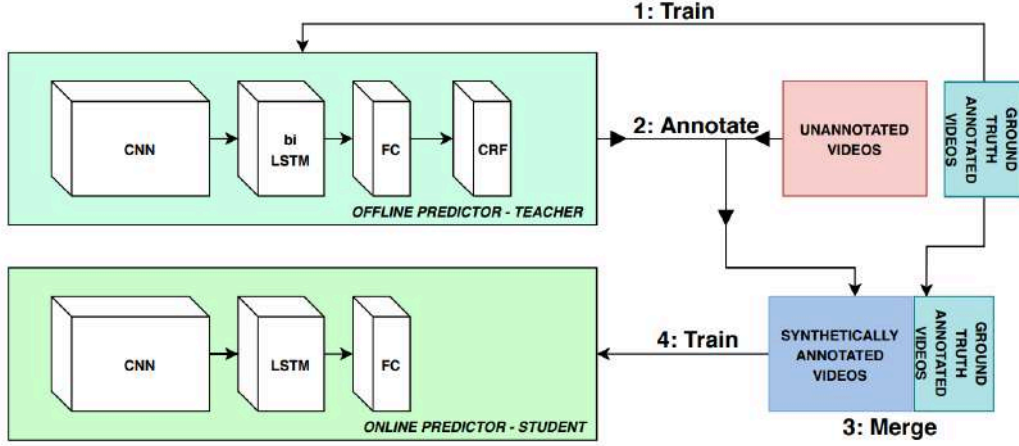 1: Train
CNN
bi
LSTM
FC
CRF
OFFLINE PREDICTOR - TEACHER
2: Annotate
UNANNOTATED
VIDEOS
GROUND
TRUTH
ANNOTATED
VIDEOS
CNN
LSTM
FC
ONLINE PREDICTOR - STUDENT
4: Train
SYNTHETICALLY
ANNOTATED
VIDEOS
GROUND
TRUTH
ANNOTATED
VIDEOS
3: Merge